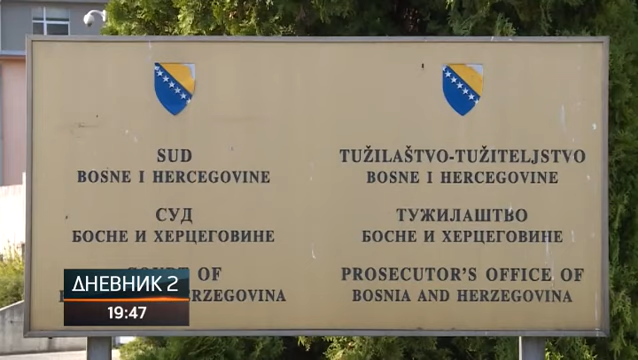 SUD
BOSNE I HERCEGOVINE
СУД
БОСНЕ И ХЕРЦЕГОВИНЕ
OF
HERZEGOVINA
TUŽILAŠTVO-TUŽITELJSTVO
BOSNE I HERCEGOVINE
ТУЖИЛАШТВО
БОСНЕ И ХЕРЦЕГОВИНЕ
PROSECUTOR'S OFFICE OF
BOSNIA AND HERZEGOVINA
ДНЕВНИК 2
19:47